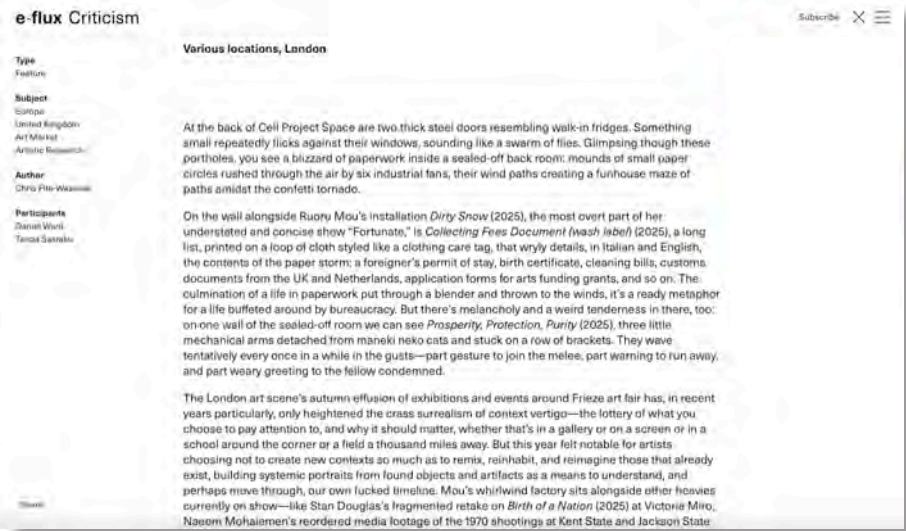 e-flux Criticism
Subscribe
Various locations, London
Type
Feature
Subject
Europe
United Kingdom
Art Market
Artistic Research
Author
Chris
Participants
At the back of Cell Project Space are two thick steel doors resembling walk-in fridges. Something
small repeatedly flicks against their windows, sounding like a swarm of flies. Glimpsing though these
portholes, you see a blizzard of paperwork inside a sealed-off back room: mounds of small paper
circles rushed through the air by six industrial fans, their wind paths creating a funhouse maze of
paths amidst the confetti tornado.
On the wall alongside Ruoru Mou's installation Dirty Snow (2025), the most overt part of her
understated and concise show "Fortunate," is Collecting Fees Document (wash label) (2025), a long
list, printed on a loop of cloth styled like a clothing care tag, that wryly details, in Italian and English,
the contents of the paper storm: a foreigner's permit of stay, birth certificate, cleaning bills, customs
documents from the UK and Netherlands, application forms for arts funding grants, and so on. The
culmination of a life in paperwork put through a blender and thrown to the winds, it's a ready metaphor
for a life buffeted around by bureaucracy. But there's melancholy and a weird tenderness in there, too:
on one wall of the sealed-off room we can see Prosperity, Protection, Purity (2025), three little
mechanical arms detached from maneki neko cats and stuck on a row of brackets. They wave
tentatively every once in a while in the gusts—part gesture to join the melee, part warning to run away,
and part weary greeting to the fellow condemned.
The London art scene's autumn effusion of exhibitions and events around Frieze art fair has, in recent
years particularly, only heightened the crass surrealism of context vertigo—the lottery of what you
choose to pay attention to, and why it should matter, whether that's in a gallery or on a screen or in a
school around the corner or a field a thousand miles away. But this year felt notable for artists
choosing not to create new contexts so much as to remix, reinhabit, and reimagine those that already
exist, building systemic portraits from found objects and artifacts as a means to understand, and
perhaps move through, our own fucked timeline. Mou's whirlwind factory sits alongside other heavies
currently on show—like Stan Douglas's fragmented retake on Birth of a Nation (2025) at Victoria Miro,
Naeem Mohaiemen's reordered media footage of the 1970 shootings at Kent State and Jackson State